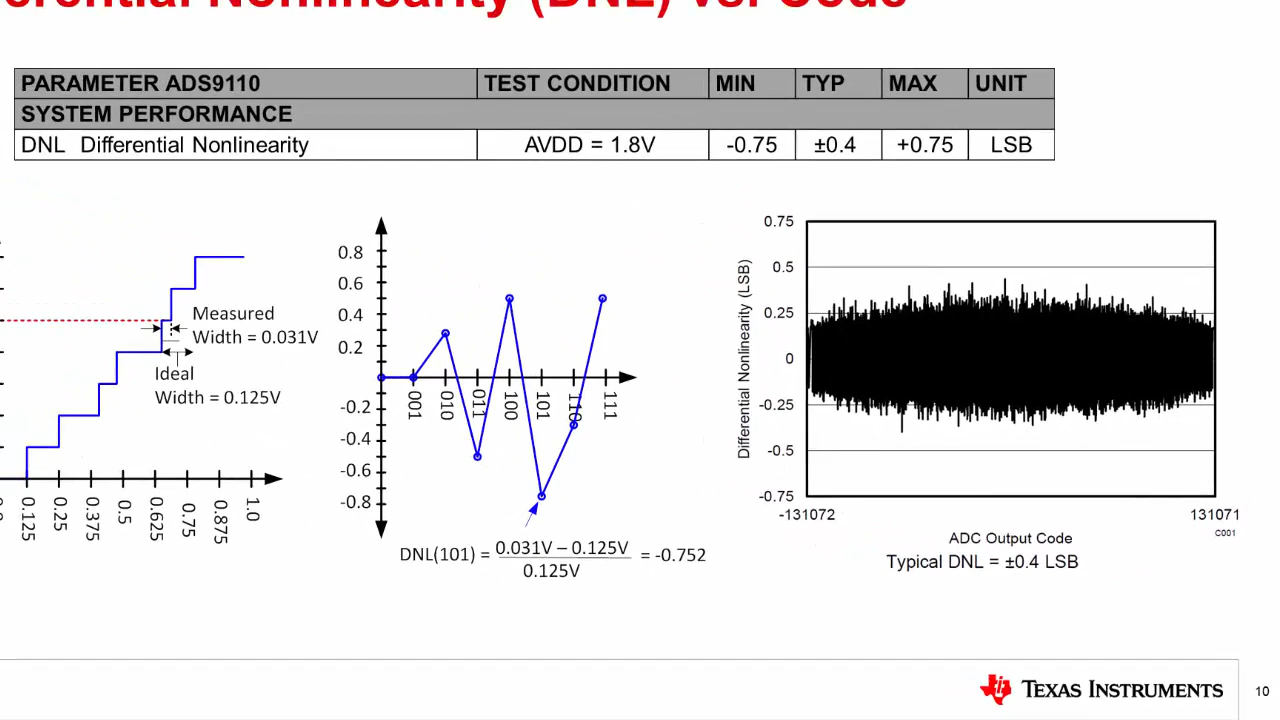 erential Nonlinearity (DNL) vs. Code
PARAMETER ADS9110 TEST CONDITION MIN TYP MAX UNIT
SYSTEM PERFORMANCE
DNL Differential Nonlinearity AVDD = 1.8V -0.75 ±0.4 +0.75 LSB
Measured
Width = 0.031V
Ideal
Width = 0.125V
0.125 0.25 0.375 0.5 0.625 0.75 0.875 1.0
0.8
0.6
0.4
0.2
-0.2
-0.4
-0.6
-0.8
001 010 011 100 101 110 111
DNL(101) = 0.031V – 0.125V = -0.752
0.125V
Differential Nonlinearity (LSB)
0.75
0.5
0.25
0
-0.25
-0.5
-0.75
-131072 131071
ADC Output Code
C001
Typical DNL = ±0.4 LSB
TEXAS INSTRUMENTS
10